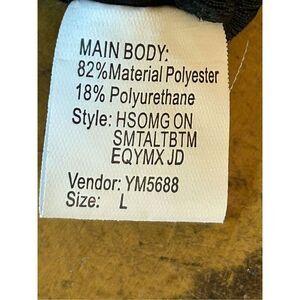 MAIN BODY:
82%Material Polyester
18% Polyurethane
Style: HSOMG ON
SMTALTBTM
EQYMX JD
Vendor: YM5688
Size: L